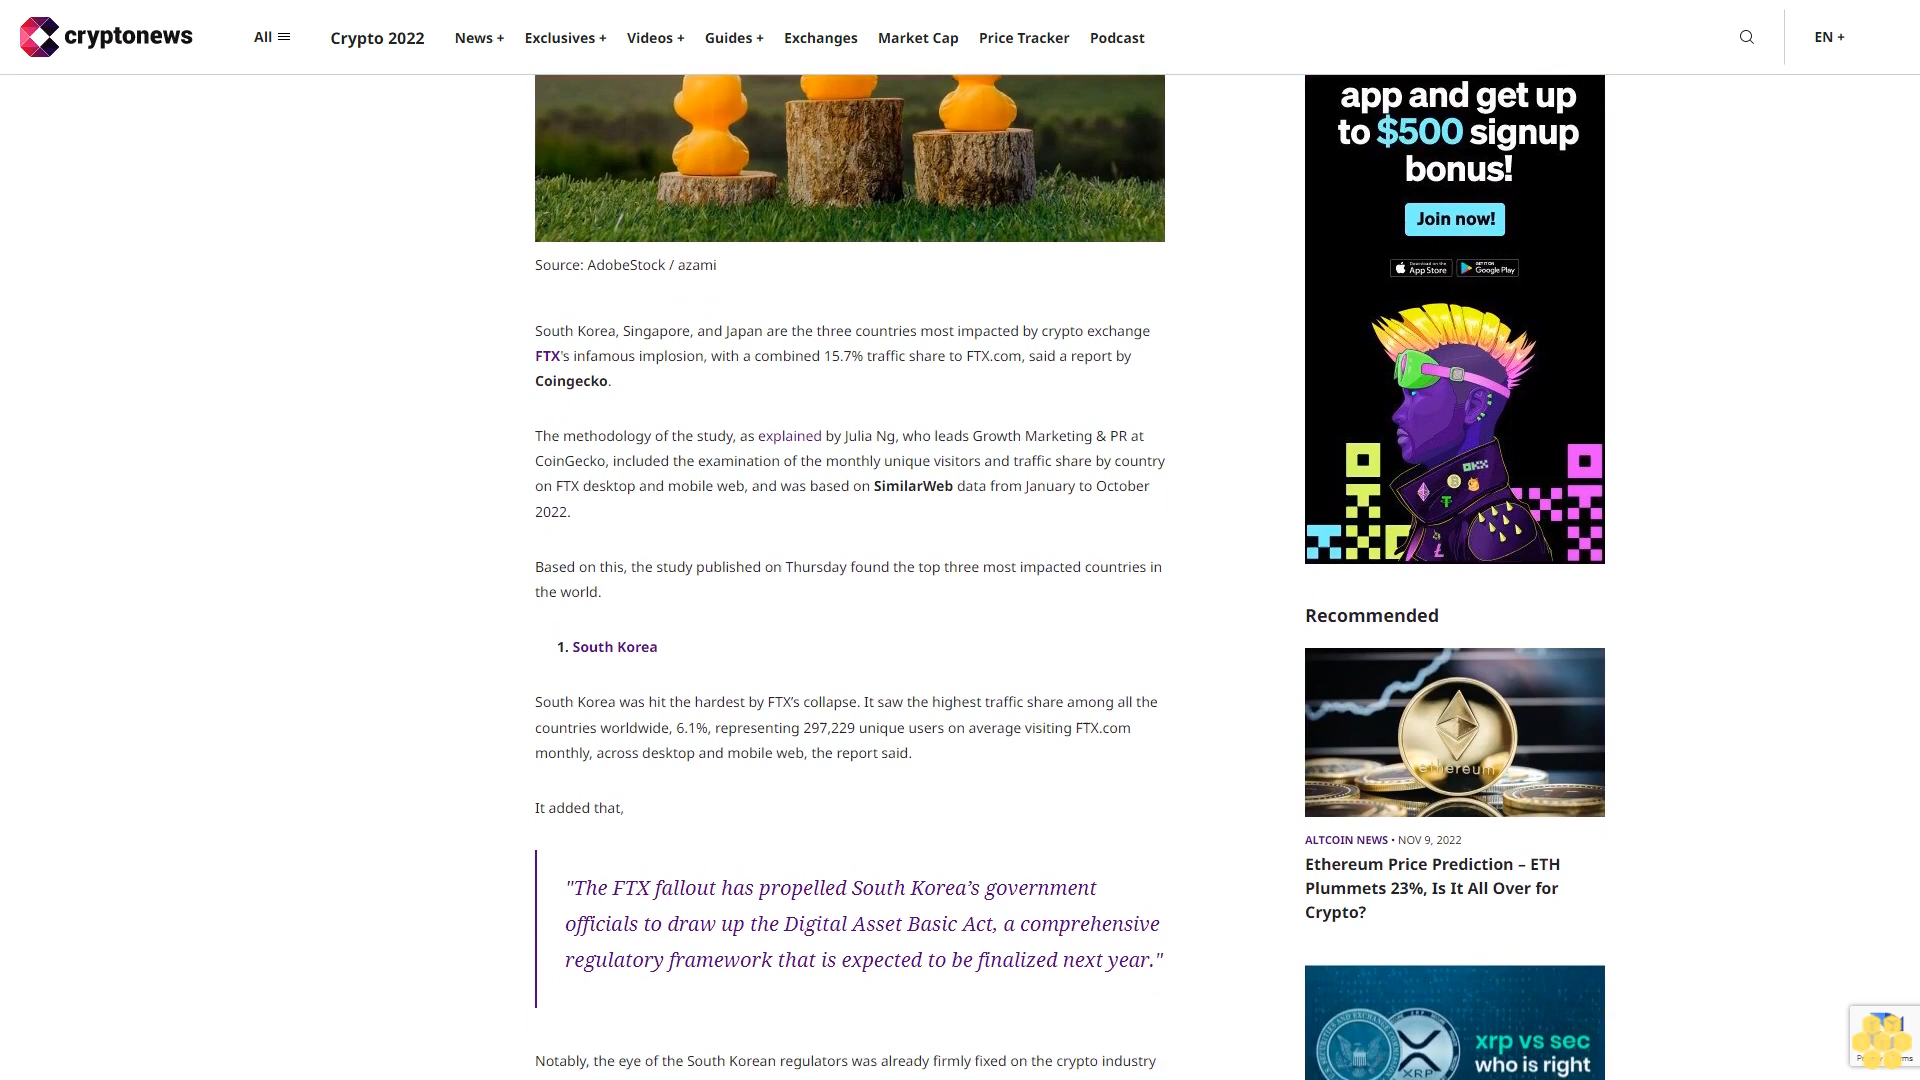 cryptonews
All
Crypto 2022
News +
Exclusives +
Videos +
Guides +
Exchanges
Market Cap
Price Tracker
Podcast
EN +
Source: AdobeStock / azami
South Korea, Singapore, and Japan are the three countries most impacted by crypto exchange
FTX's infamous implosion, with a combined 15.7% traffic share to FTX.com, said a report by
Coingecko.
The methodology of the study, as explained by Julia Ng, who leads Growth Marketing & PR at
CoinGecko, included the examination of the monthly unique visitors and traffic share by country
on FTX desktop and mobile web, and was based on SimilarWeb data from January to October
2022.
Based on this, the study published on Thursday found the top three most impacted countries in
the world.
1. South Korea
South Korea was hit the hardest by FTX’s collapse. It saw the highest traffic share among all the
countries worldwide, 6.1%, representing 297,229 unique users on average visiting FTX.com
monthly, across desktop and mobile web, the report said.
It added that,
"The FTX fallout has propelled South Korea’s government
officials to draw up the Digital Asset Basic Act, a comprehensive
regulatory framework that is expected to be finalized next year."
Notably, the eye of the South Korean regulators was already firmly fixed on the crypto industry
app and get up
to $500 signup
bonus!
Join now!
Download on the
App Store
GET IT ON
Google Play
Recommended
ethereum
ALTCOIN NEWS • NOV 9, 2022
Ethereum Price Prediction – ETH
Plummets 23%, Is It All Over for
Crypto?
xrp vs sec
who is right
XRP